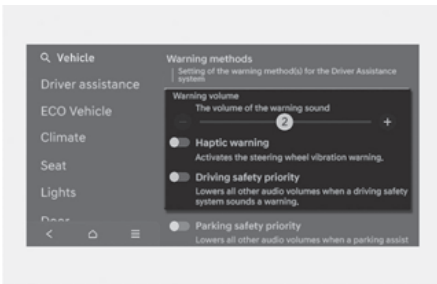 Vehicle
Warning methods
Setting of the warning method(s) for the Driver Assistance
system
Driver assistance
Warning volume
The volume of the warning sound
ECO Vehicle
2
Climate
Haptic warning
Activates the steering wheel vibration warning.
Seat
Driving safety priority
Lowers all other audio volumes when a driving safety
system sounds a warning.
Lights
Door
Parking safety priority
Lowers all other audio volumes when a parking assist